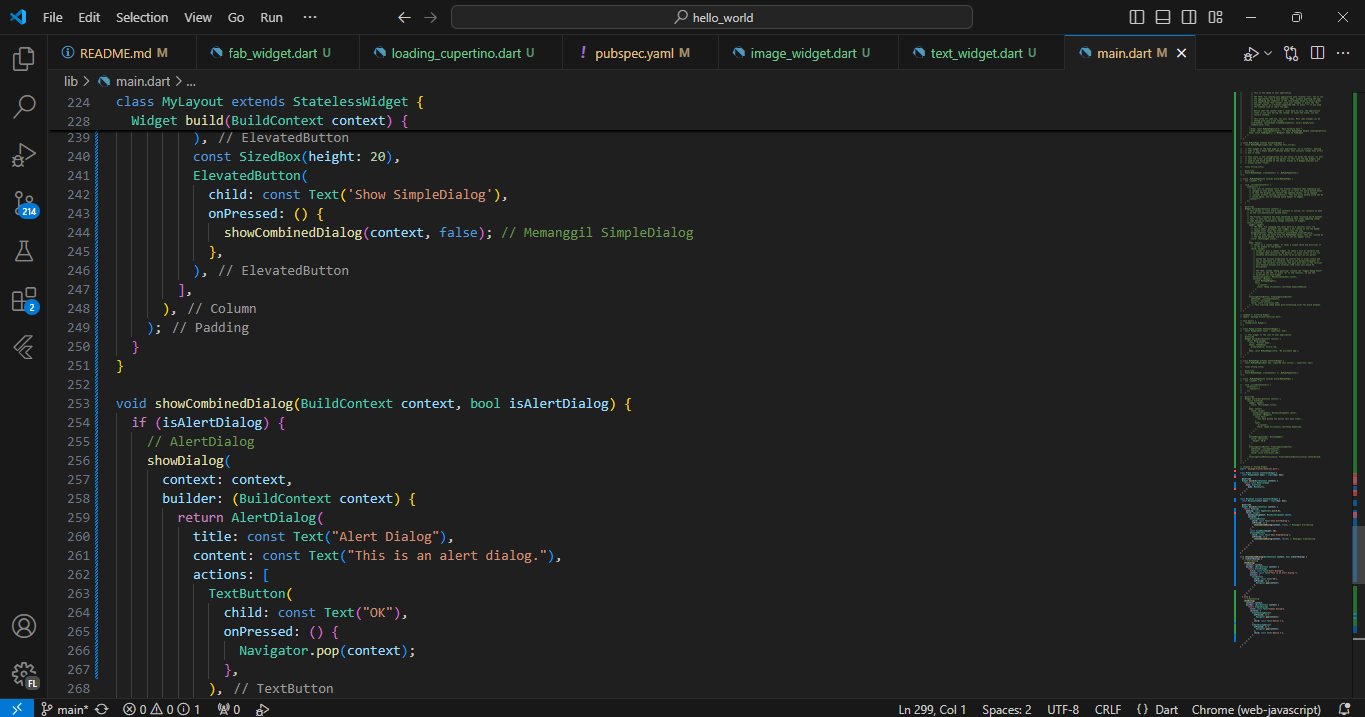 File Edit Selection View Go Run ··· hello_world
README.md M fab_widget.dart U loading_cupertino.dart U ! pubspec.yaml M image_widget.dart U text_widget.dart U main.dart M
lib > main.dart > ...
224 class MyLayout extends StatelessWidget {
228 Widget build(BuildContext context) {
239 ), // ElevatedButton
240 const SizedBox(height: 20),
241 ElevatedButton(
242 child: const Text('Show SimpleDialog'),
243 onPressed: () {
244 showCombinedDialog(context, false); // Memanggil SimpleDialog
245 },
246 ), // ElevatedButton
247 ],
248 ), // Column
249 ); // Padding
250 }
251 }
252
253 void showCombinedDialog(BuildContext context, bool isAlertDialog) {
254 if (isAlertDialog) {
255 // AlertDialog
256 showDialog(
257 context: context,
258 builder: (BuildContext context) {
259 return AlertDialog(
260 title: const Text("Alert Dialog"),
261 content: const Text("This is an alert dialog."),
262 actions: [
263 TextButton(
264 child: const Text("OK"),
265 onPressed: () {
266 Navigator.pop(context);
267 },
268 ), // TextButton
214
2
FL
main* 0 0 1 0 Ln 299, Col 1 Spaces: 2 UTF-8 CRLF {} Dart Chrome (web-javascript)